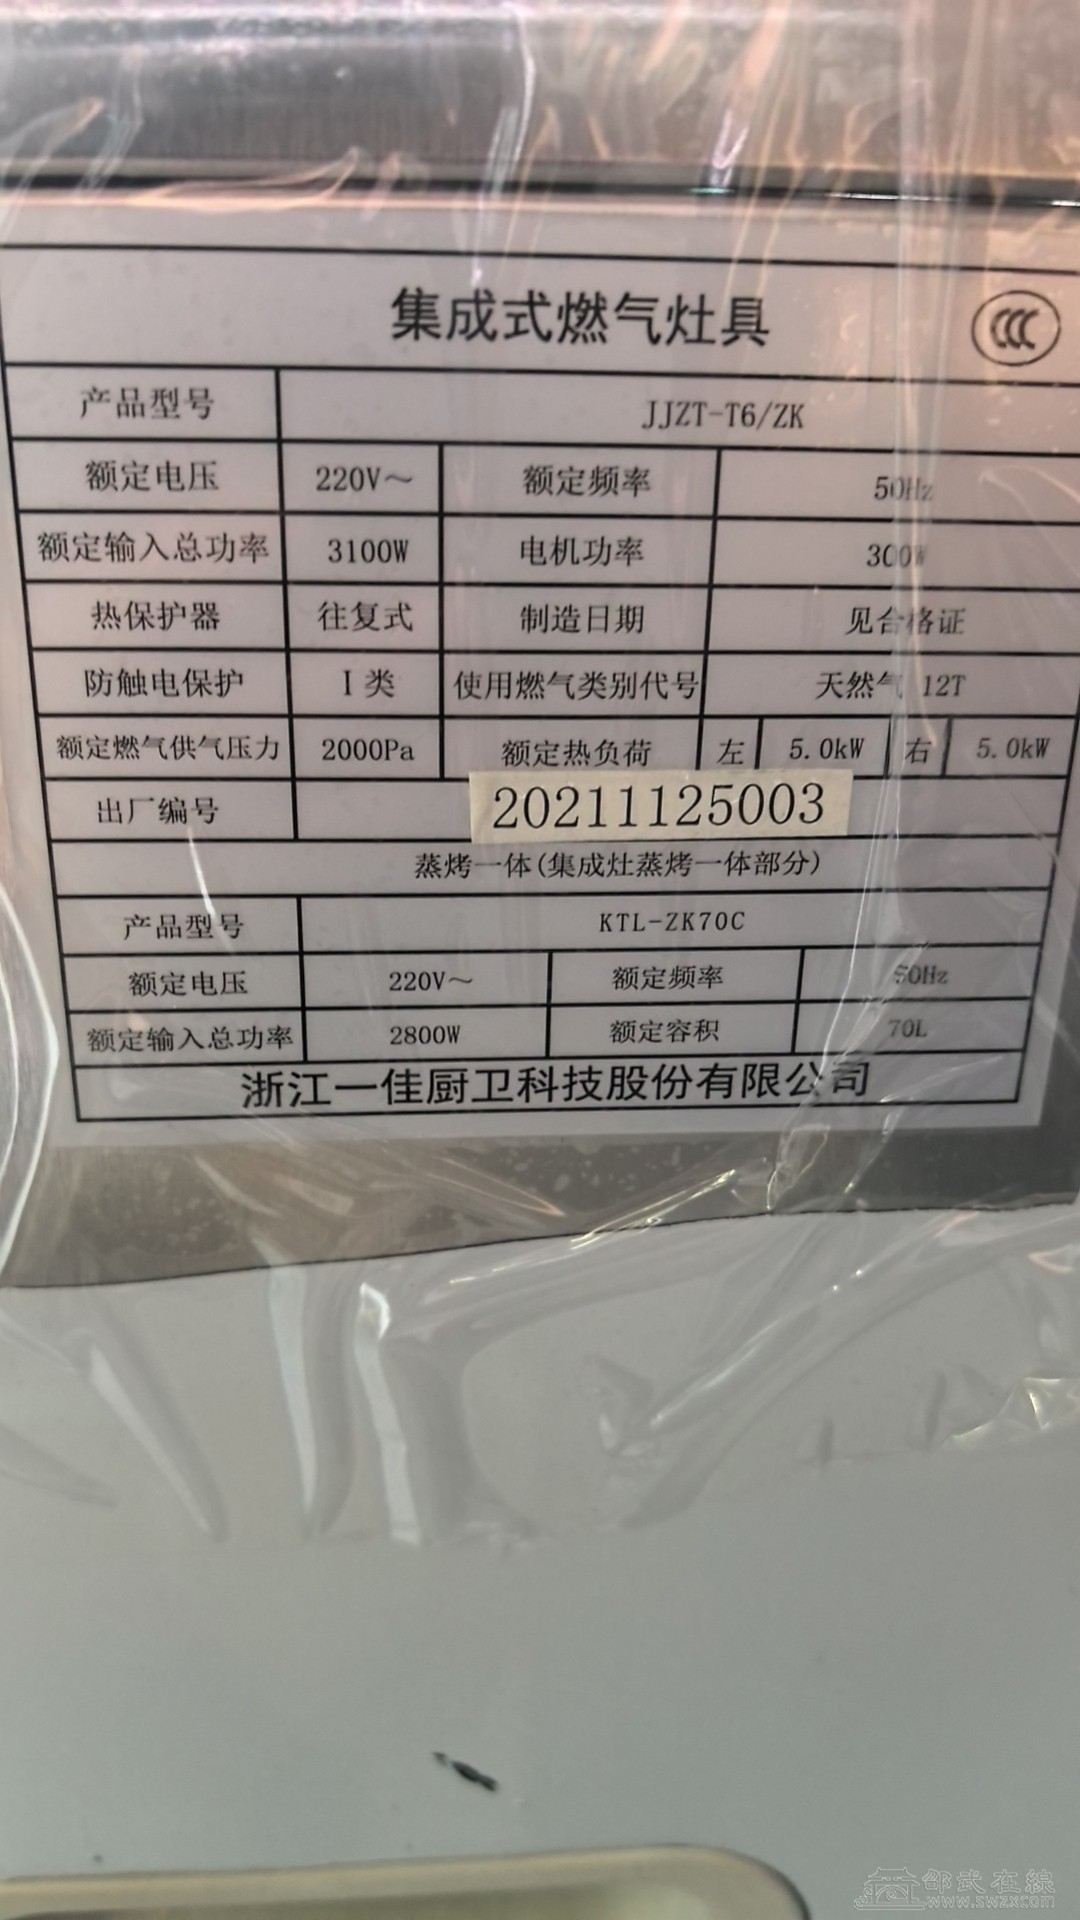 集成式燃气灶具
产品型号 JJZT-T6/ZK
额定电压 220V～ 额定频率 50Hz
额定输入总功率 3100W 电机功率 300W
热保护器 往复式 制造日期 见合格证
防触电保护 I类 使用燃气类别代号 天然气 12T
额定燃气供气压力 2000Pa 额定热负荷 左 5.0kW 右 5.0kW
出厂编号 20211125003
蒸烤一体(集成灶蒸烤一体部分)
产品型号 KTL-ZK70C
额定电压 220V～ 额定频率 50Hz
额定输入总功率 2800W 额定容积 70L
浙江一佳厨卫科技股份有限公司
邵武在線
www.swzx.com